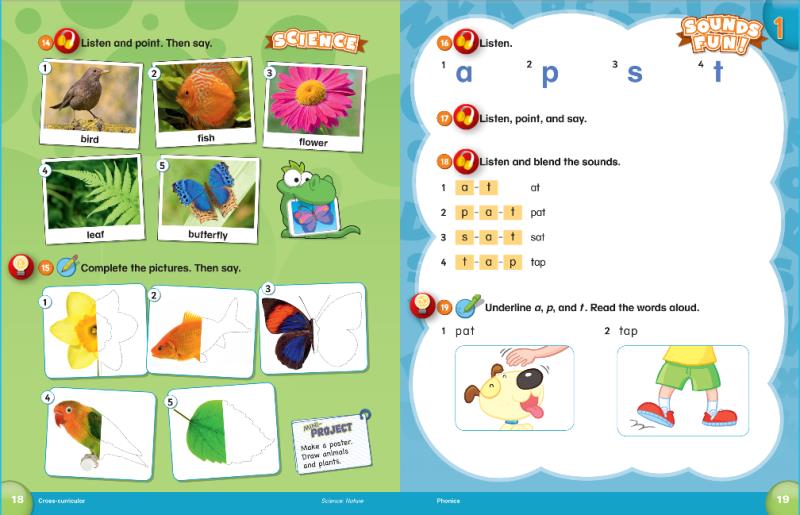 14 Listen and point. Then say.
SCIENCE
1
bird
2
fish
3
flower
4
leaf
5
butterfly
15 Complete the pictures. Then say.
1
2
3
4
5
MINI-
PROJECT
Make a poster.
Draw animals
and plants.
18 Cross-curricular
Science: Nature
SOUNDS
FUN!
1
16 Listen.
1 a 2 p 3 s 4 t
17 Listen, point, and say.
18 Listen and blend the sounds.
1 a - t at
2 p - a - t pat
3 s - a - t sat
4 t - a - p tap
19 Underline a, p, and t. Read the words aloud.
1 pat 2 tap
Phonics
19